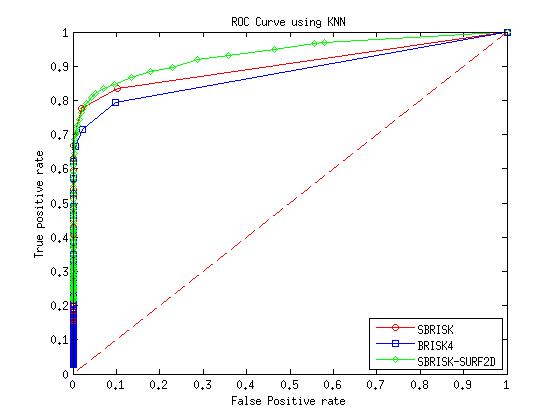 ROC Curve using KNN
True positive rate
1
0.9
0.8
0.7
0.6
0.5
0.4
0.3
0.2
0.1
0
0 0.1 0.2 0.3 0.4 0.5 0.6 0.7 0.8 0.9 1
False Positive rate
SBRISK
BRISK4
SBRISK-SURF2D